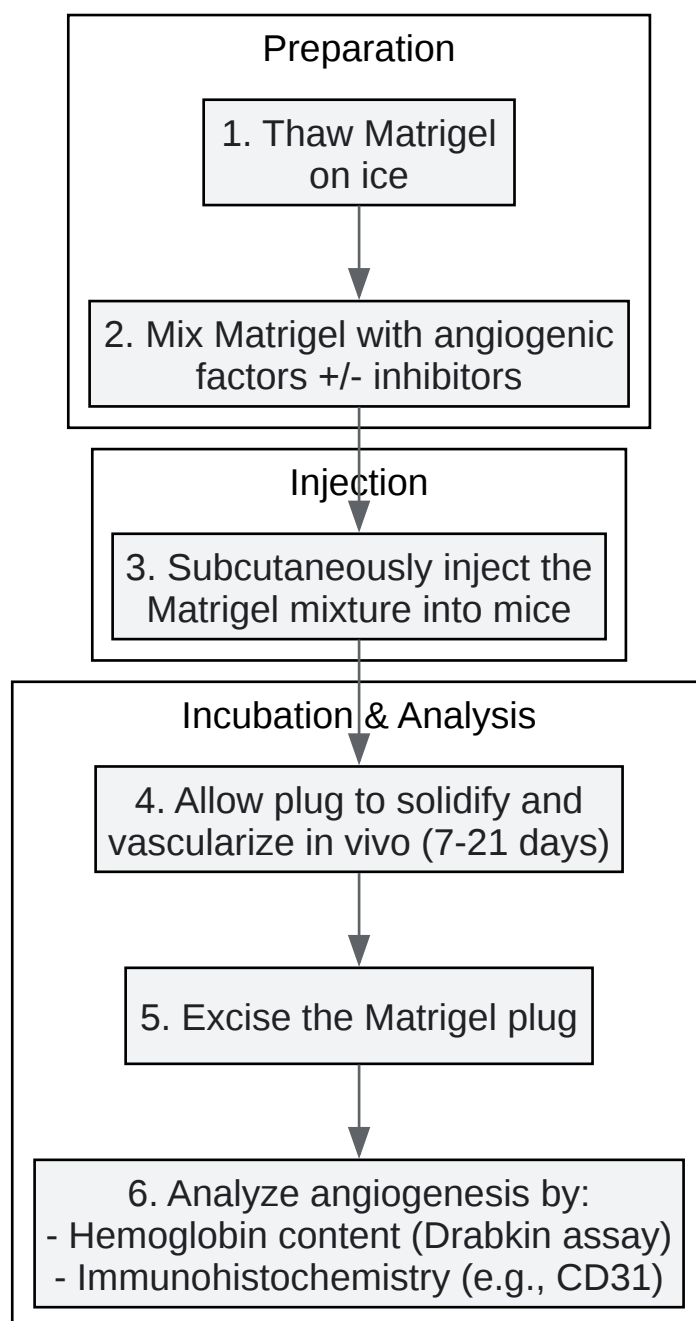 Preparation
1. Thaw Matrigel
on ice
2. Mix Matrigel with angiogenic
factors +/- inhibitors
Injection
3. Subcutaneously inject the
Matrigel mixture into mice
Incubation & Analysis
4. Allow plug to solidify and
vascularize in vivo (7-21 days)
5. Excise the Matrigel plug
6. Analyze angiogenesis by:
- Hemoglobin content (Drabkin assay)
- Immunohistochemistry (e.g., CD31)